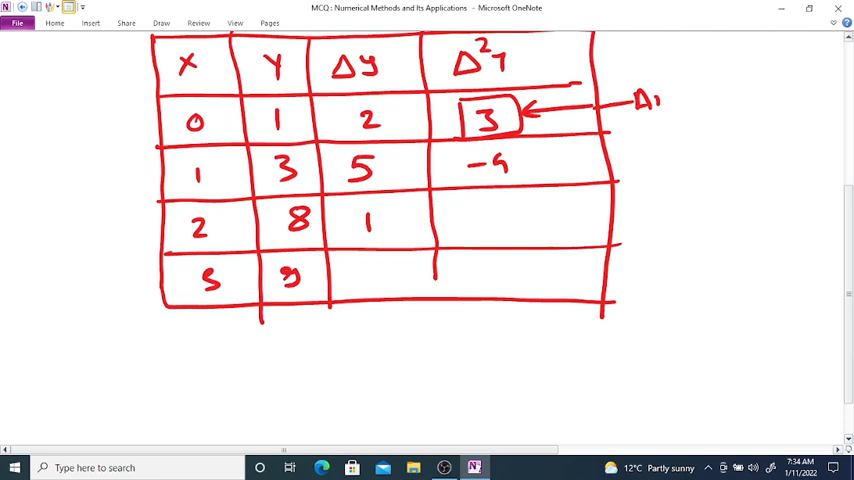 MCQ : Numerical Methods and Its Applications - Microsoft OneNote
File Home Insert Share Draw History Review View Pages
X Y Δy Δ²Y
0 1 2 3
1 3 5 -4
2 8 1
3 9
Type here to search
12°C Partly sunny
7:34 AM
1/11/2022